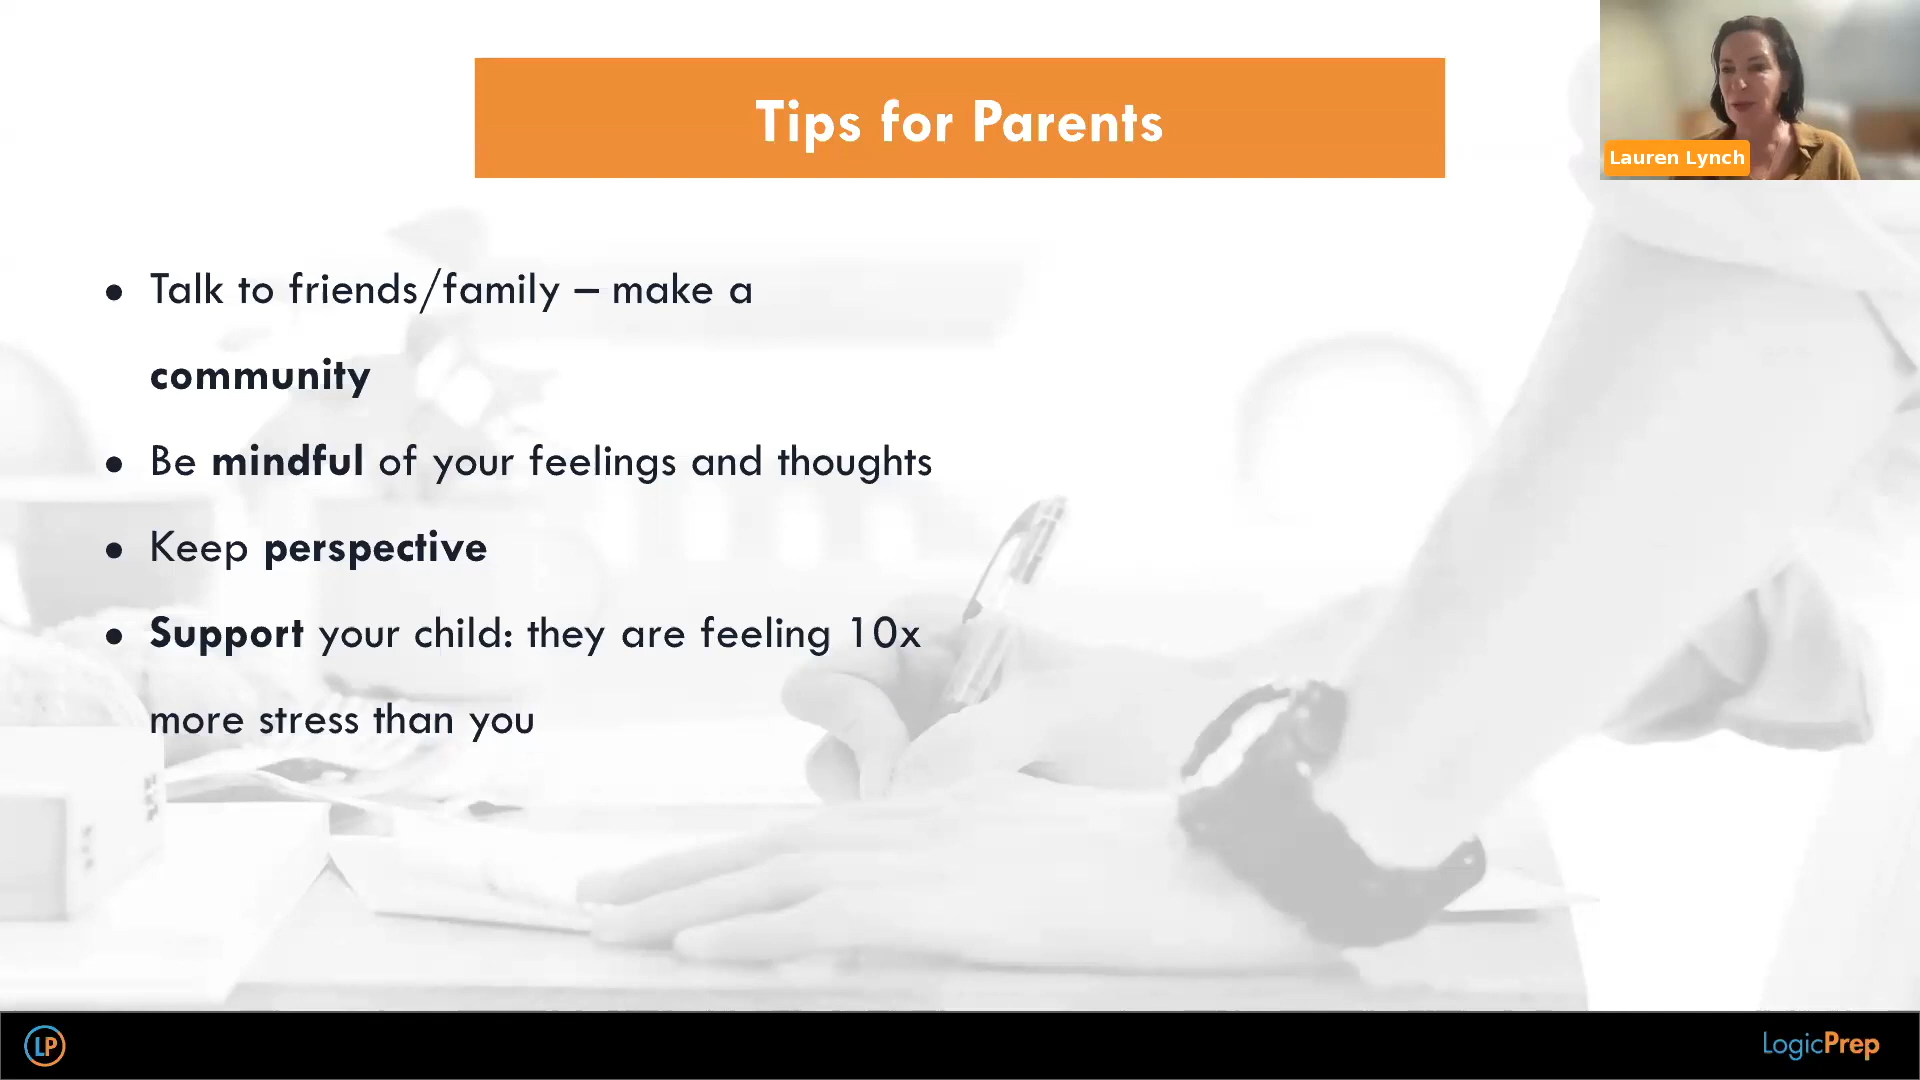 Tips for Parents
Lauren Lynch
• Talk to friends/family – make a
community
• Be mindful of your feelings and thoughts
• Keep perspective
• Support your child: they are feeling 10x
more stress than you
LP
LogicPrep